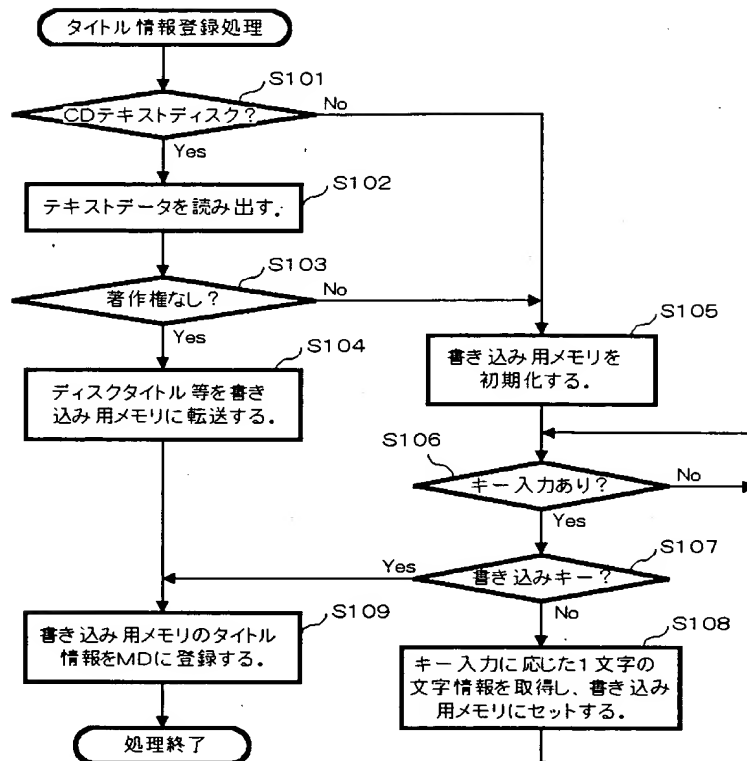 タイトル情報登録処理
S101
CDテキストディスク?
No
Yes
S102
テキストデータを読み出す。
S103
著作権なし?
No
Yes
S104
ディスクタイトル等を書き
込み用メモリに転送する。
S105
書き込み用メモリを
初期化する。
S106
キー入力あり?
No
Yes
S107
書き込みキー?
Yes
No
S108
キー入力に応じた1文字の
文字情報を取得し、書き込み
用メモリにセットする。
S109
書き込み用メモリのタイトル
情報をMDに登録する。
処理終了